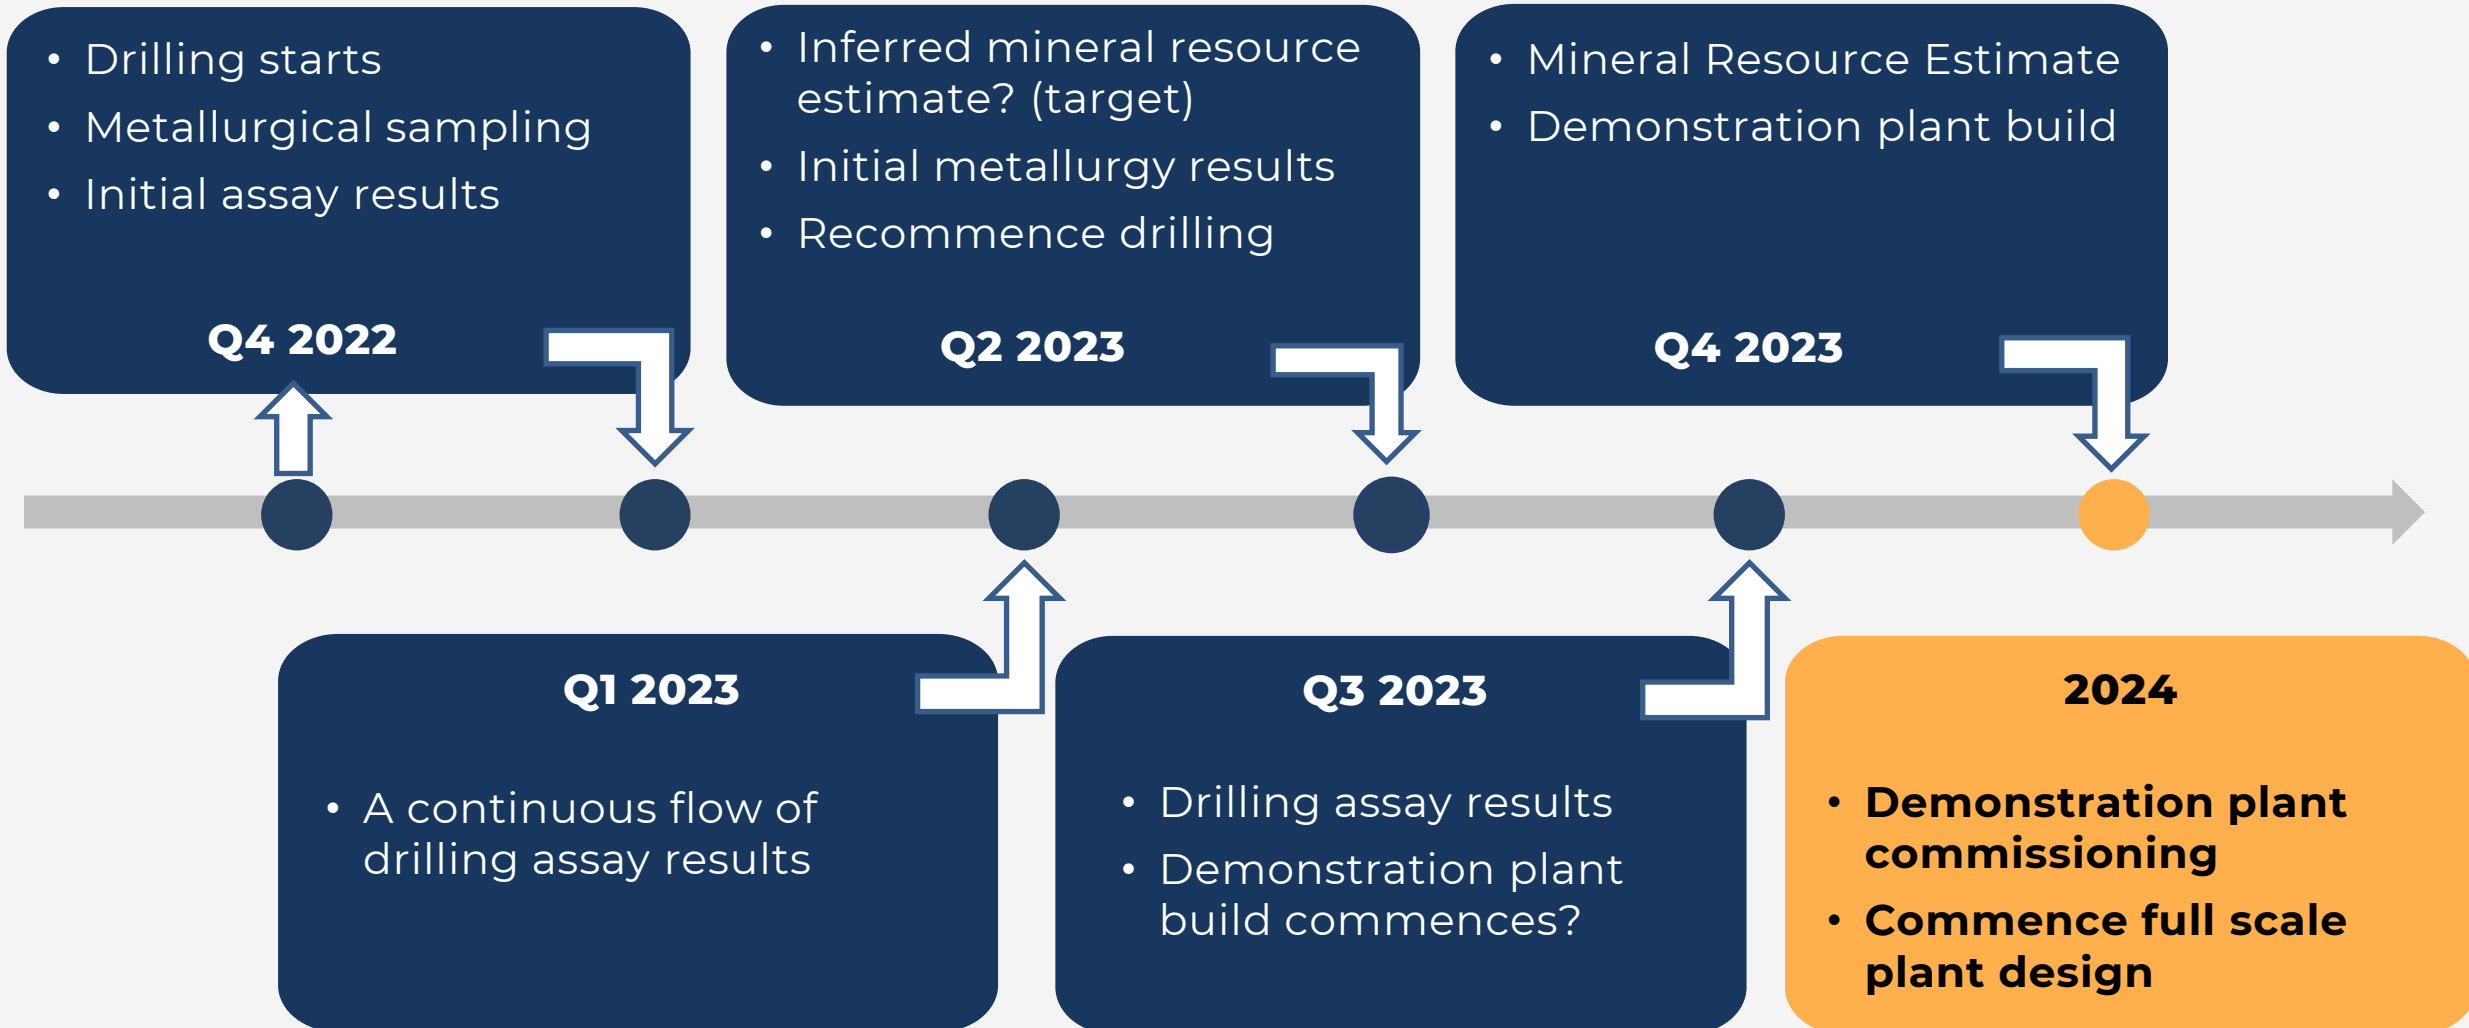 • Drilling starts
• Metallurgical sampling
• Initial assay results
Q4 2022
• Inferred mineral resource
estimate? (target)
• Initial metallurgy results
• Recommence drilling
Q2 2023
• Mineral Resource Estimate
• Demonstration plant build
Q4 2023
Q1 2023
• A continuous flow of
drilling assay results
Q3 2023
• Drilling assay results
• Demonstration plant
build commences?
2024
• Demonstration plant
commissioning
• Commence full scale
plant design